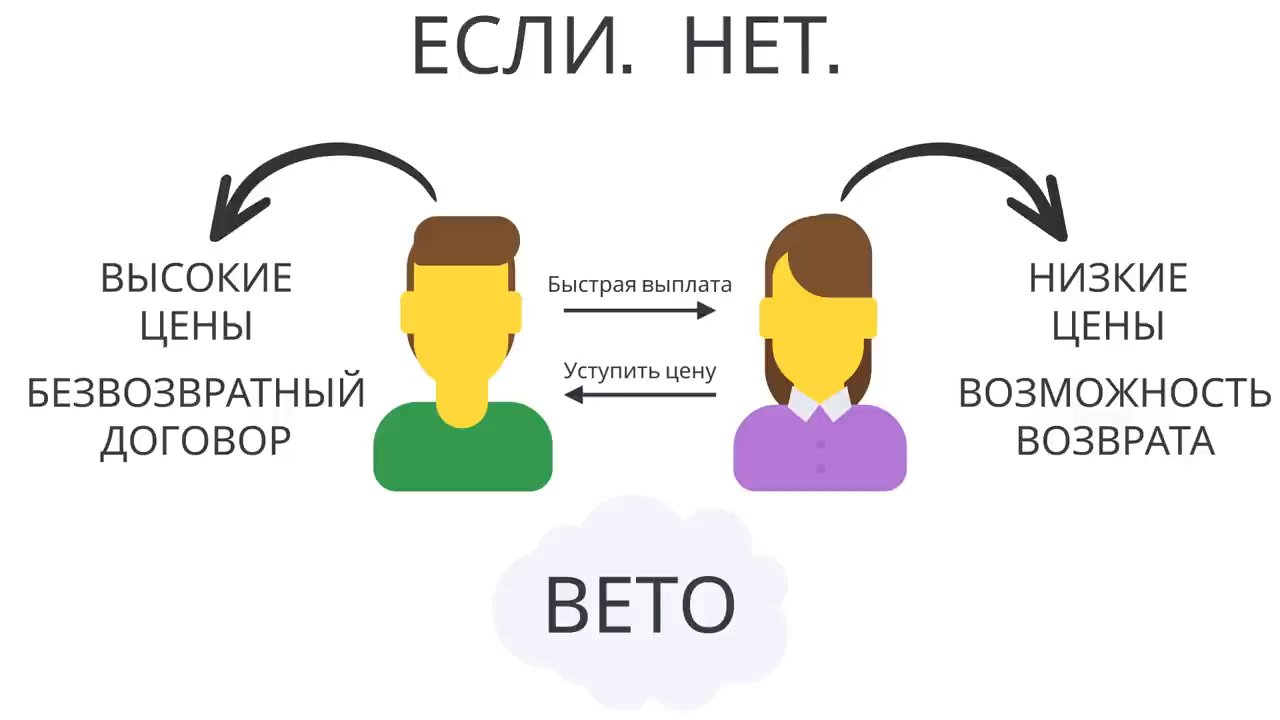 ЕСЛИ. НЕТ.
ВЫСОКИЕ
ЦЕНЫ
БЕЗВОЗВРАТНЫЙ
ДОГОВОР
Быстрая выплата
Уступить цену
НИЗКИЕ
ЦЕНЫ
ВОЗМОЖНОСТЬ
ВОЗВРАТА
ВЕТО